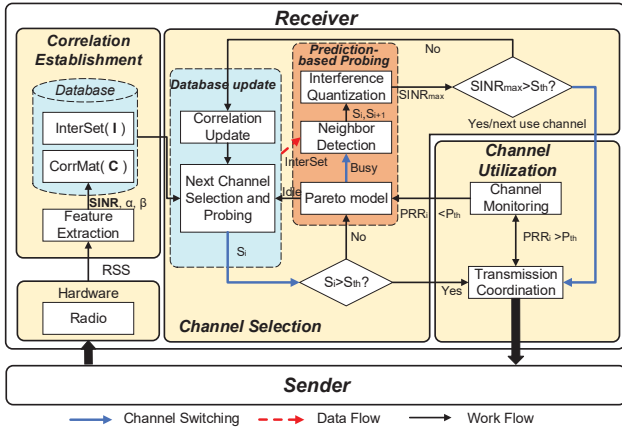 Receiver
Correlation
Establishment
Database
InterSet( I )
CorrMat( C )
SINR, α, β
Feature
Extraction
RSS
Hardware
Radio
Database update
Correlation
Update
Next Channel
Selection and
Probing
Si
Prediction-
based Probing
Interference
Quantization
Si,Si+1
Neighbor
Detection
InterSet
Busy
Idle
Pareto model
No
Si>Sth?
Yes
Channel Selection
No
SINRmax
SINRmax>Sth?
Yes/next use channel
Channel
Utilization
Channel
Monitoring
PRRi <Pth
PRRi >Pth
Transmission
Coordination
Sender
Channel Switching
Data Flow
Work Flow